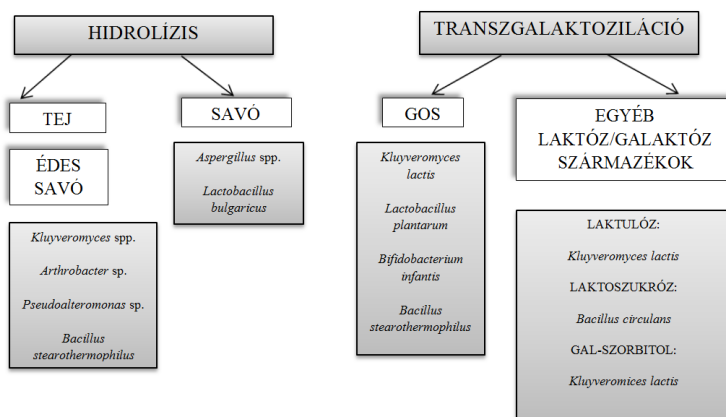 HIDROLÍZIS
TEJ
ÉDES
SAVÓ
Kluyveromyces spp.
Arthrobacter sp.
Pseudoalteromonas sp.
Bacillus
stearothermophilus
SAVÓ
Aspergillus spp.
Lactobacillus
bulgaricus
TRANSZGALAKTOZILÁCIÓ
GOS
Kluyveromyces
lactis
Lactobacillus
plantarum
Bifidobacterium
infantis
Bacillus
stearothermophilus
EGYÉB
LAKTÓZ/GALAKTÓZ
SZÁRMAZÉKOK
LAKTULÓZ:
Kluyveromyces lactis
LAKTOSZUKRÓZ:
Bacillus circulans
GAL-SZORBITOL:
Kluyveromices lactis